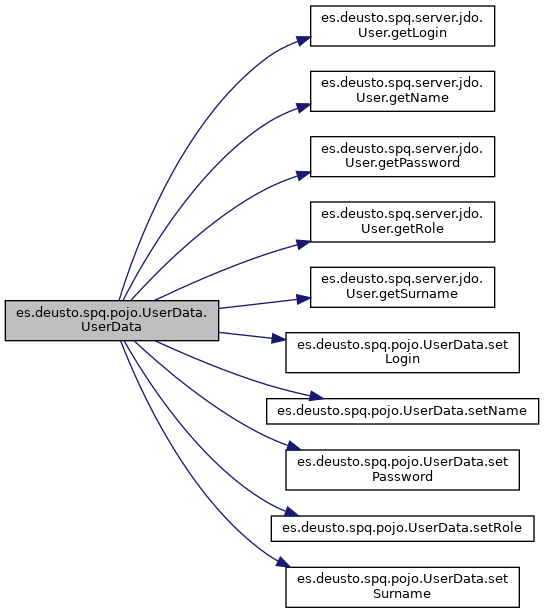 es.deusto.spq.server.jdo.
User.getLogin
es.deusto.spq.server.jdo.
User.getName
es.deusto.spq.server.jdo.
User.getPassword
es.deusto.spq.server.jdo.
User.getRole
es.deusto.spq.server.jdo.
User.getSurname
es.deusto.spq.pojo.UserData.
UserData
es.deusto.spq.pojo.UserData.set
Login
es.deusto.spq.pojo.UserData.setName
es.deusto.spq.pojo.UserData.set
Password
es.deusto.spq.pojo.UserData.setRole
es.deusto.spq.pojo.UserData.set
Surname